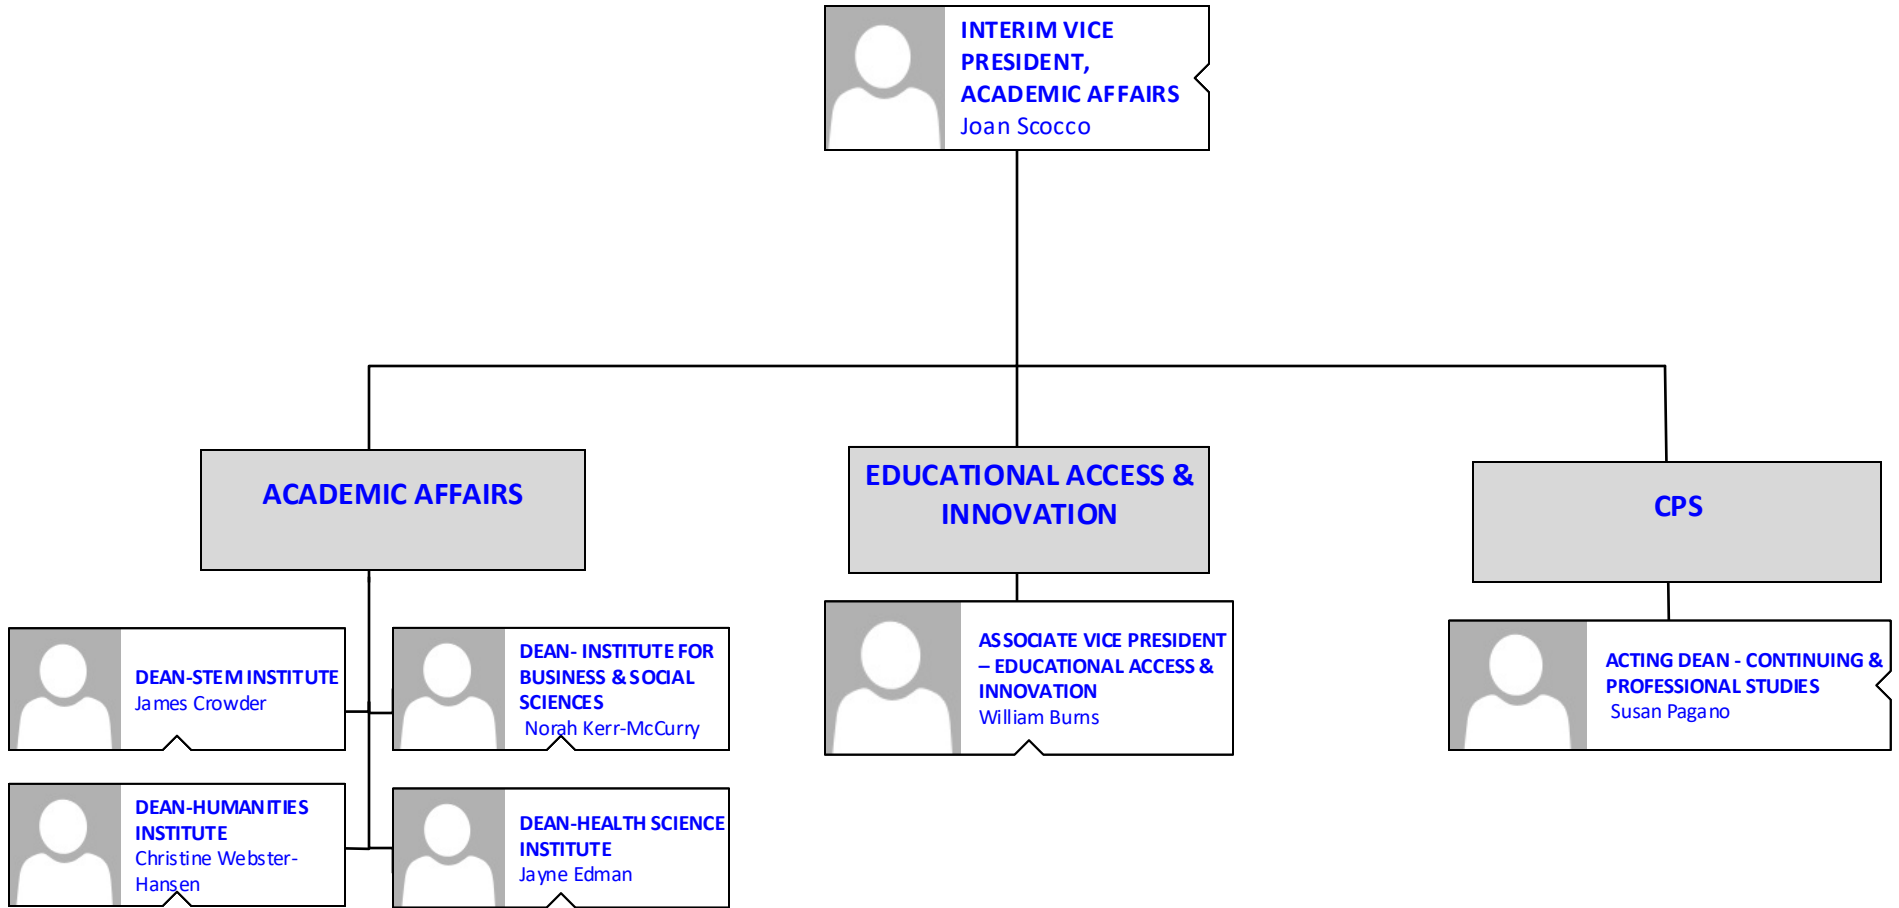 INTERIM VICE
PRESIDENT,
ACADEMIC AFFAIRS
Joan Scocco
ACADEMIC AFFAIRS
EDUCATIONAL ACCESS &
INNOVATION
CPS
DEAN-STEM INSTITUTE
James Crowder
DEAN- INSTITUTE FOR
BUSINESS & SOCIAL
SCIENCES
Norah Kerr-McCurry
ASSOCIATE VICE PRESIDENT
– EDUCATIONAL ACCESS &
INNOVATION
William Burns
ACTING DEAN - CONTINUING &
PROFESSIONAL STUDIES
Susan Pagano
DEAN-HUMANITIES
INSTITUTE
Christine Webster-
Hansen
DEAN-HEALTH SCIENCE
INSTITUTE
Jayne Edman